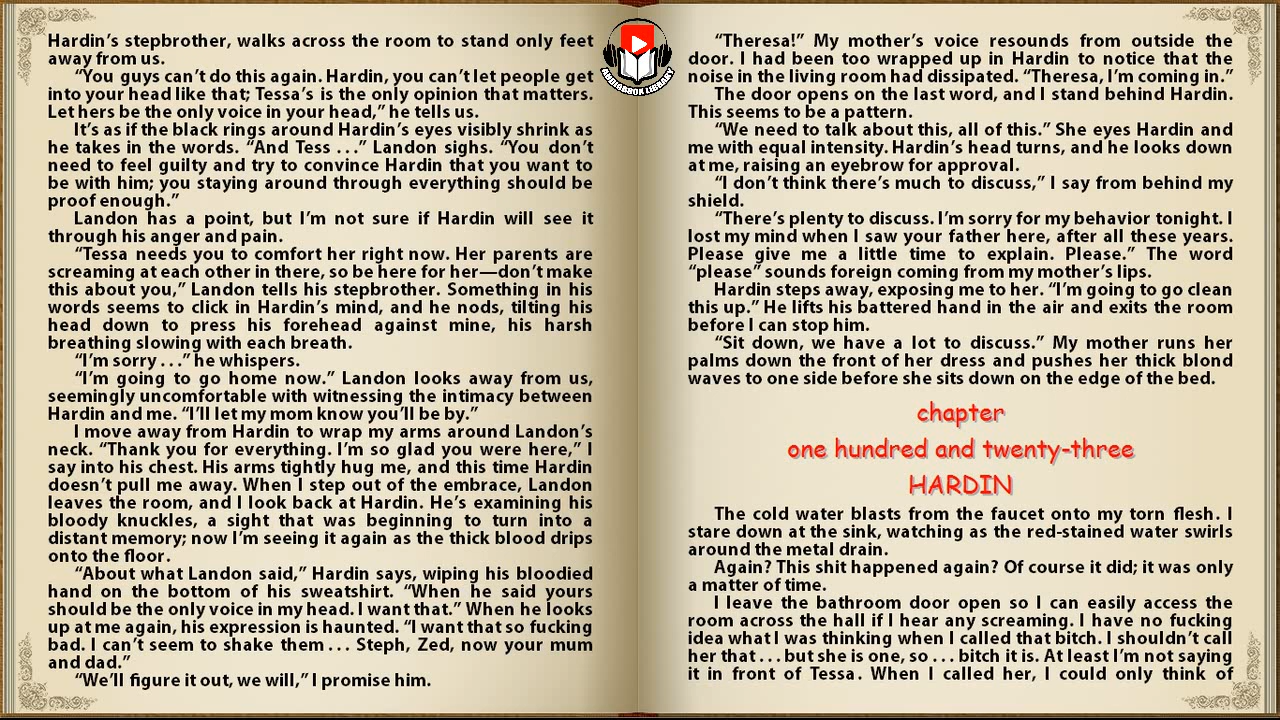 Hardin’s stepbrother, walks across the room to stand only feet
away from us.
“You guys can’t do this again. Hardin, you can’t let people get
into your head like that; Tessa’s is the only opinion that matters.
Let hers be the only voice in your head,” he tells us.
It’s as if the black rings around Hardin’s eyes visibly shrink as
he takes in the words. “And Tess . . .” Landon sighs. “You don’t
need to feel guilty and try to convince Hardin that you want to
be with him; you staying around through everything should be
proof enough.”
Landon has a point, but I’m not sure if Hardin will see it
through his anger and pain.
“Tessa needs you to comfort her right now. Her parents are
screaming at each other in there, so be here for her—don’t make
this about you,” Landon tells his stepbrother. Something in his
words seems to click in Hardin’s mind, and he nods, tilting his
head down to press his forehead against mine, his harsh
breathing slowing with each breath.
“I’m sorry . . .” he whispers.
“I’m going to go home now.” Landon looks away from us,
seemingly uncomfortable with witnessing the intimacy between
Hardin and me. “I’ll let my mom know you’ll be by.”
I move away from Hardin to wrap my arms around Landon’s
neck. “Thank you for everything. I’m so glad you were here,” I
say into his chest. His arms tightly hug me, and this time Hardin
doesn’t pull me away. When I step out of the embrace, Landon
leaves the room, and I look back at Hardin. He’s examining his
bloody knuckles, a sight that was beginning to turn into a
distant memory; now I’m seeing it again as the thick blood drips
onto the floor.
“About what Landon said,” Hardin says, wiping his bloodied
hand on the bottom of his sweatshirt. “When he said yours
should be the only voice in my head. I want that.” When he looks
up at me again, his expression is haunted. “I want that so fucking
bad. I can’t seem to shake them . . . Steph, Zed, now your mum
and dad.”
“We’ll figure it out, we will,” I promise him.
AUDIOBOOK LIBRARY
“Theresa!” My mother’s voice resounds from outside the
door. I had been too wrapped up in Hardin to notice that the
noise in the living room had dissipated. “Theresa, I’m coming in.”
The door opens on the last word, and I stand behind Hardin.
This seems to be a pattern.
“We need to talk about this, all of this.” She eyes Hardin and
me with equal intensity. Hardin’s head turns, and he looks down
at me, raising an eyebrow for approval.
“I don’t think there’s much to discuss,” I say from behind my
shield.
“There’s plenty to discuss. I’m sorry for my behavior tonight. I
lost my mind when I saw your father here, after all these years.
Please give me a little time to explain. Please.” The word
“please” sounds foreign coming from my mother’s lips.
Hardin steps away, exposing me to her. “I’m going to go clean
this up.” He lifts his battered hand in the air and exits the room
before I can stop him.
“Sit down, we have a lot to discuss.” My mother runs her
palms down the front of her dress and pushes her thick blond
waves to one side before she sits down on the edge of the bed.
chapter
one hundred and twenty-three
HARDIN
The cold water blasts from the faucet onto my torn flesh. I
stare down at the sink, watching as the red-stained water swirls
around the metal drain.
Again? This shit happened again? Of course it did; it was only
a matter of time.
I leave the bathroom door open so I can easily access the
room across the hall if I hear any screaming. I have no fucking
idea what I was thinking when I called that bitch. I shouldn’t call
her that . . . but she is one, so . . . bitch it is. At least I’m not saying
it in front of Tessa. When I called her, I could only think of